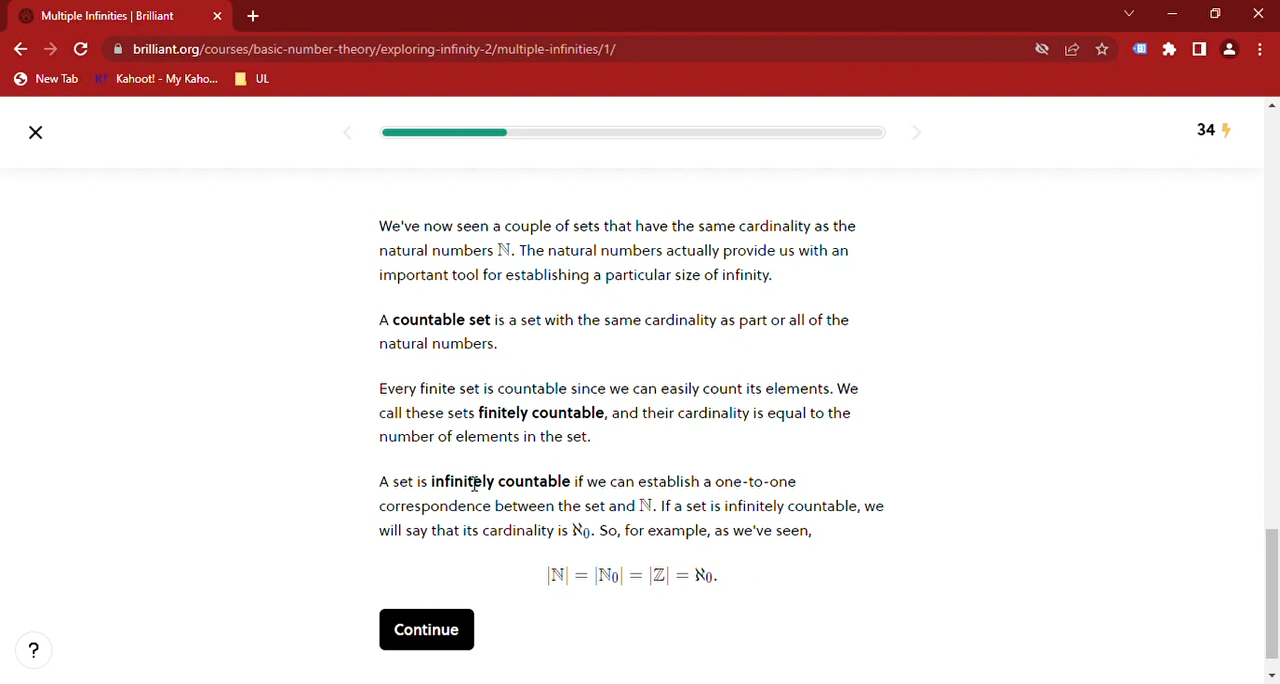 Multiple Infinities | Brilliant
brilliant.org/courses/basic-number-theory/exploring-infinity-2/multiple-infinities/1/
New Tab K! Kahoot! - My Kaho... UL
34
We've now seen a couple of sets that have the same cardinality as the
natural numbers ℕ. The natural numbers actually provide us with an
important tool for establishing a particular size of infinity.
A countable set is a set with the same cardinality as part or all of the
natural numbers.
Every finite set is countable since we can easily count its elements. We
call these sets finitely countable, and their cardinality is equal to the
number of elements in the set.
A set is infinitely countable if we can establish a one-to-one
correspondence between the set and ℕ. If a set is infinitely countable, we
will say that its cardinality is ℵ₀. So, for example, as we've seen,
|ℕ| = |ℕ₀| = |ℤ| = ℵ₀.
Continue
?